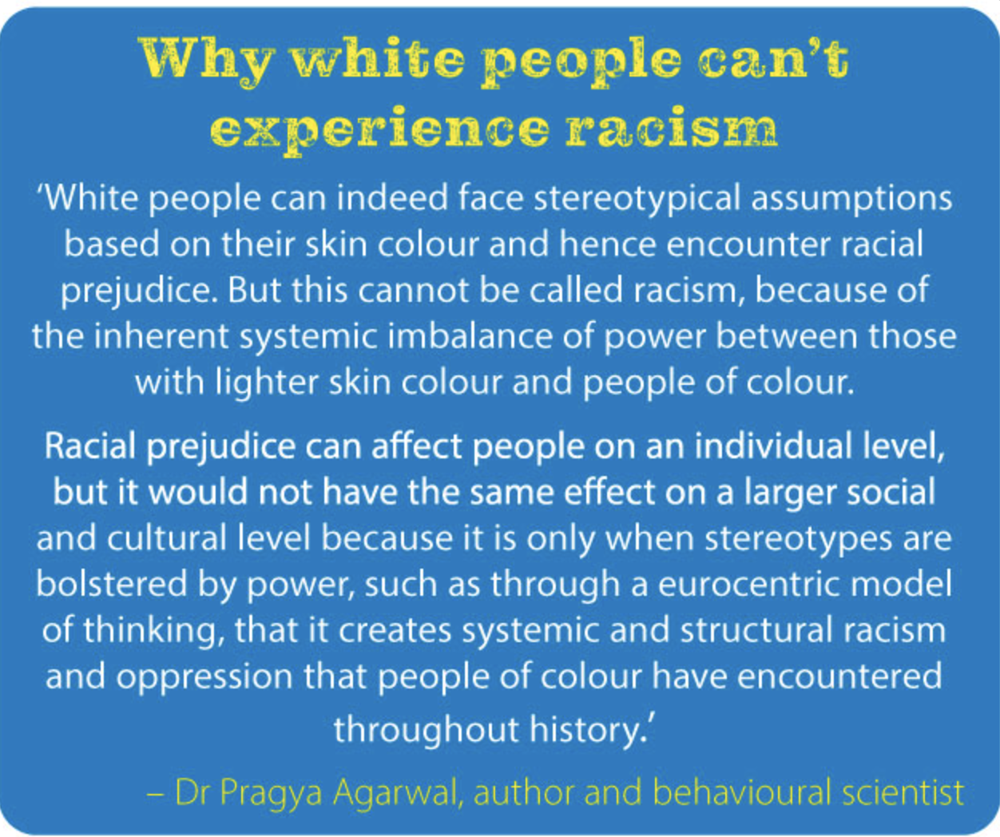 Why white people can’t
experience racism
‘White people can indeed face stereotypical assumptions
based on their skin colour and hence encounter racial
prejudice. But this cannot be called racism, because of
the inherent systemic imbalance of power between those
with lighter skin colour and people of colour.
Racial prejudice can affect people on an individual level,
but it would not have the same effect on a larger social
and cultural level because it is only when stereotypes are
bolstered by power, such as through a eurocentric model
of thinking, that it creates systemic and structural racism
and oppression that people of colour have encountered
throughout history.’
– Dr Pragya Agarwal, author and behavioural scientist